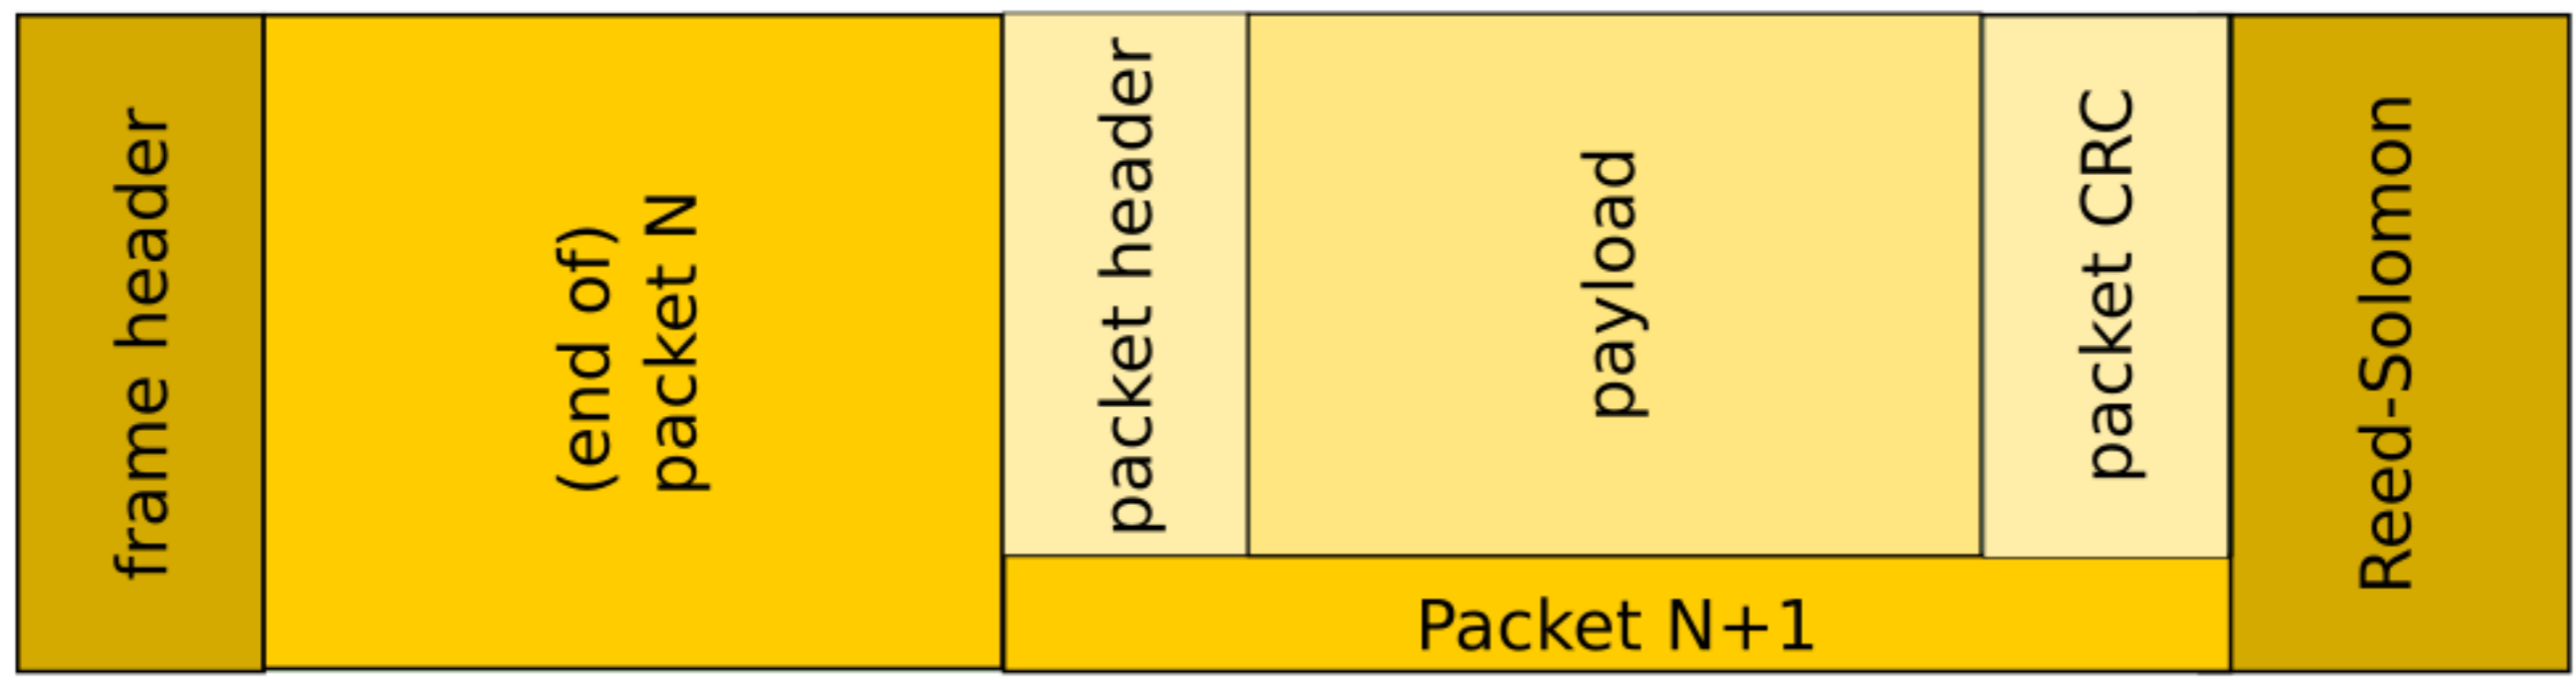 frame header
(end of)
packet N
packet header
payload
packet CRC
Packet N+1
Reed-Solomon